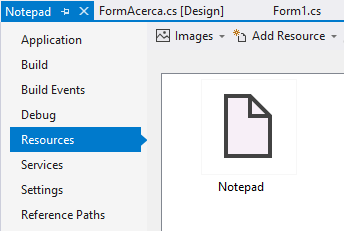 Notepad FormAcerca.cs [Design] Form1.cs
Images Add Resource
Application
Build
Build Events
Debug
Resources
Services
Settings
Reference Paths
Notepad